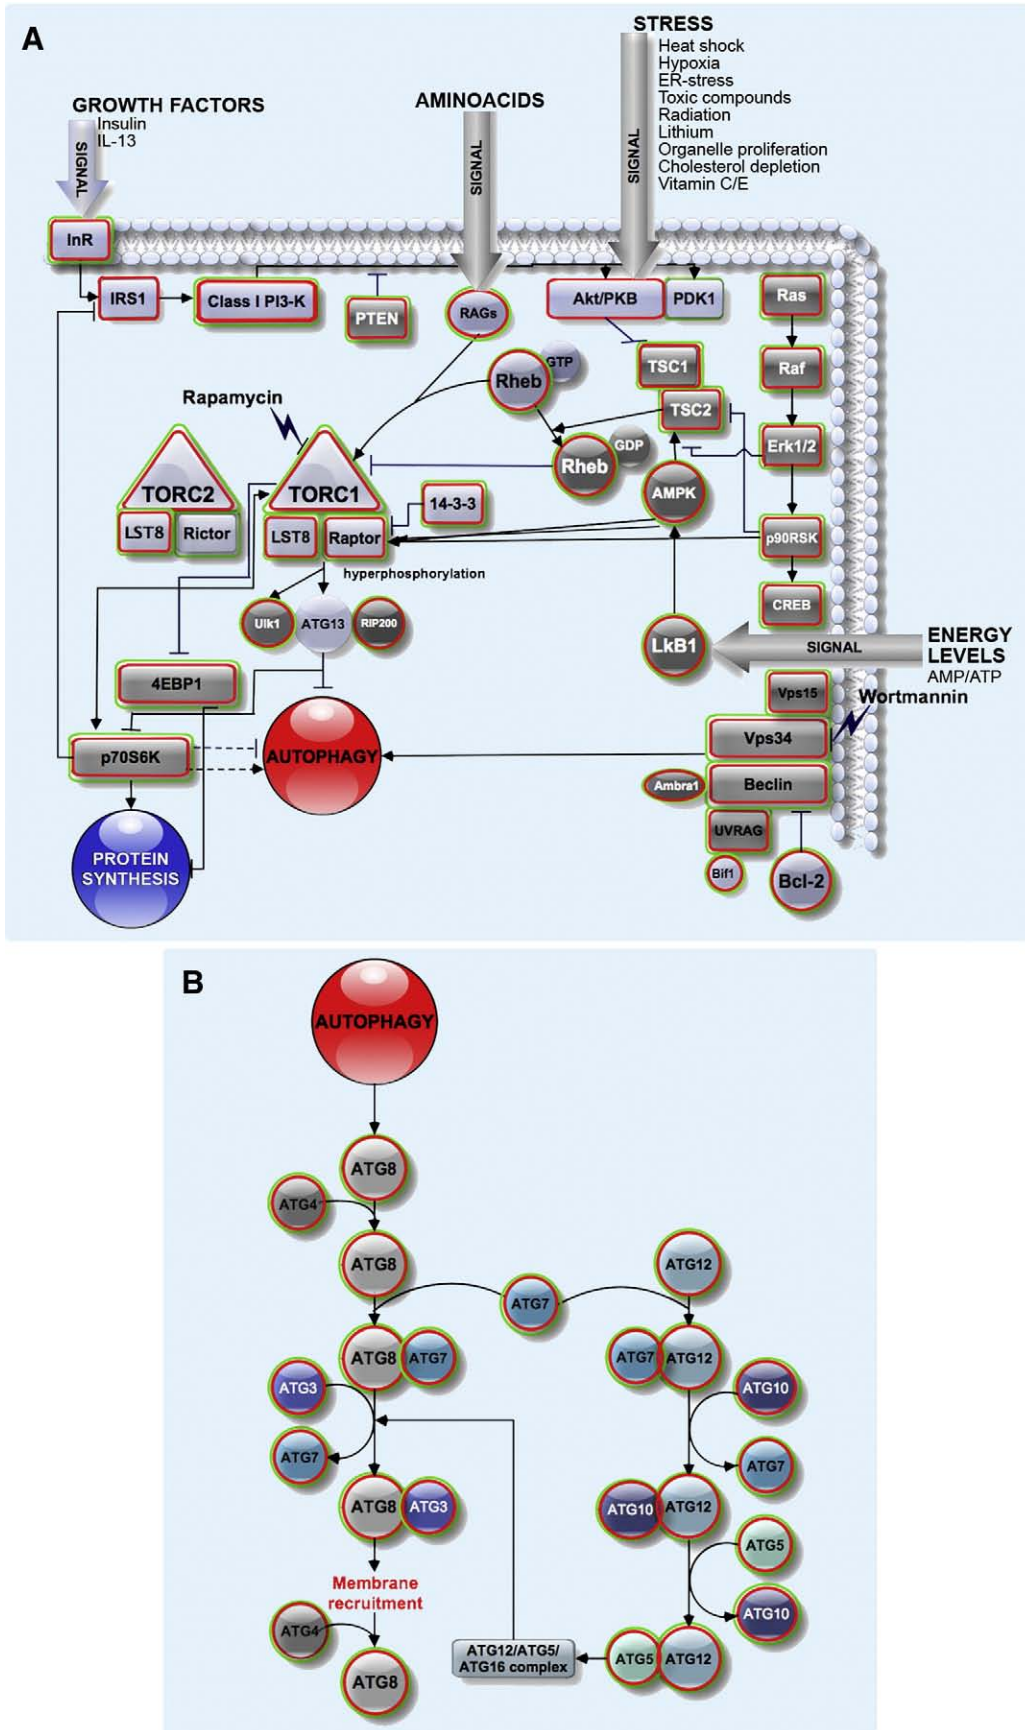 A
GROWTH FACTORS
Insulin
IL-13
SIGNAL
AMINOACIDS
SIGNAL
STRESS
Heat shock
Hypoxia
ER-stress
Toxic compounds
Radiation
Lithium
Organelle proliferation
Cholesterol depletion
Vitamin C/E
SIGNAL
InR
IRS1
Class I PI3-K
PTEN
RAGs
Akt/PKB
PDK1
Ras
Rheb
GTP
TSC1
Raf
TSC2
Rapamycin
Rheb
GDP
Erk1/2
TORC2
LST8
Rictor
TORC1
LST8
Raptor
14-3-3
AMPK
p90RSK
hyperphosphorylation
Ulk1
ATG13
RIP200
CREB
LkB1
SIGNAL
ENERGY
LEVELS
AMP/ATP
4EBP1
Vps15
Wortmannin
p70S6K
AUTOPHAGY
Vps34
Ambra1
Beclin
UVRAG
Bif1
Bcl-2
PROTEIN
SYNTHESIS
B
AUTOPHAGY
ATG8
ATG4
ATG8
ATG12
ATG7
ATG8
ATG7
ATG7
ATG12
ATG3
ATG10
ATG7
ATG7
ATG8
ATG3
ATG10
ATG12
ATG5
Membrane
recruitment
ATG10
ATG4
ATG8
ATG12/ATG5/
ATG16 complex
ATG5
ATG12